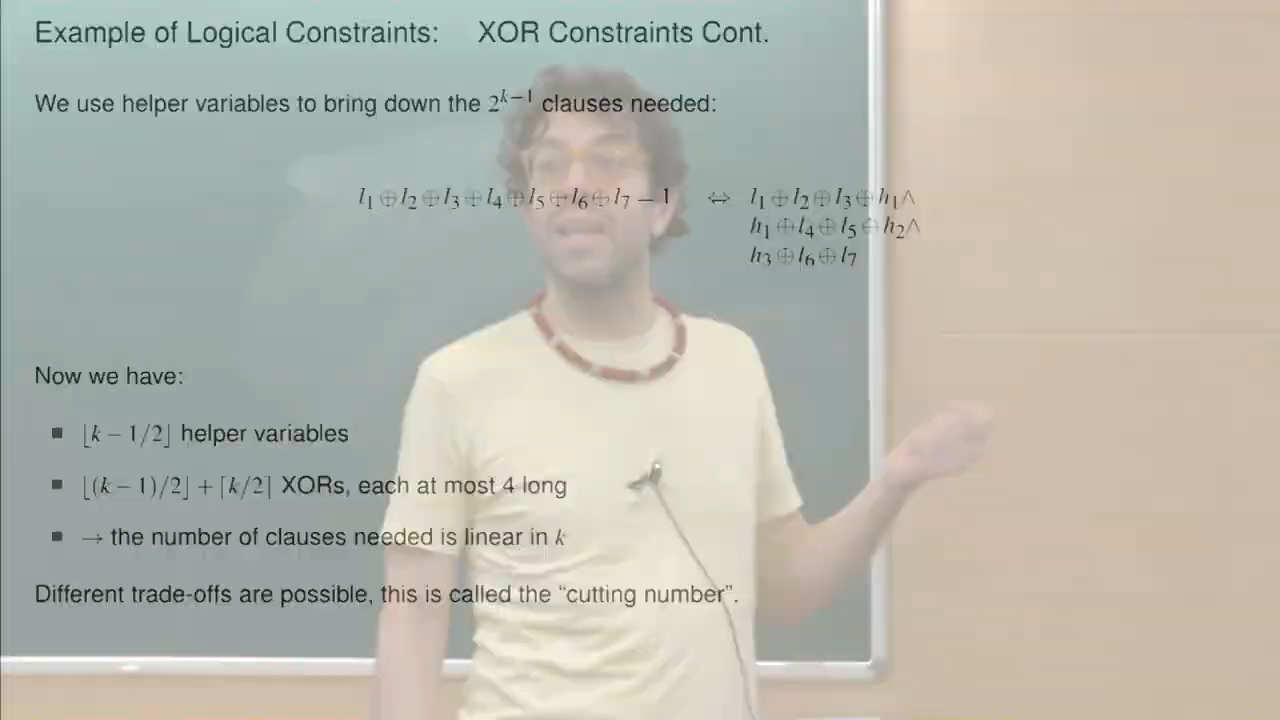 Example of Logical Constraints: XOR Constraints Cont.
We use helper variables to bring down the 2^{k−1} clauses needed:
l₁ ⊕ l₂ ⊕ l₃ ⊕ l₄ ⊕ l₅ ⊕ l₆ ⊕ l₇ = 1 ⇔ l₁ ⊕ l₂ ⊕ l₃ ⊕ h₁∧
h₁ ⊕ l₄ ⊕ l₅ ⊕ h₂∧
h₃ ⊕ l₆ ⊕ l₇
Now we have:
■ ⌊k − 1/2⌋ helper variables
■ ⌊(k − 1)/2⌋ + ⌈k/2⌉ XORs, each at most 4 long
■ → the number of clauses needed is linear in k
Different trade-offs are possible, this is called the “cutting number”.